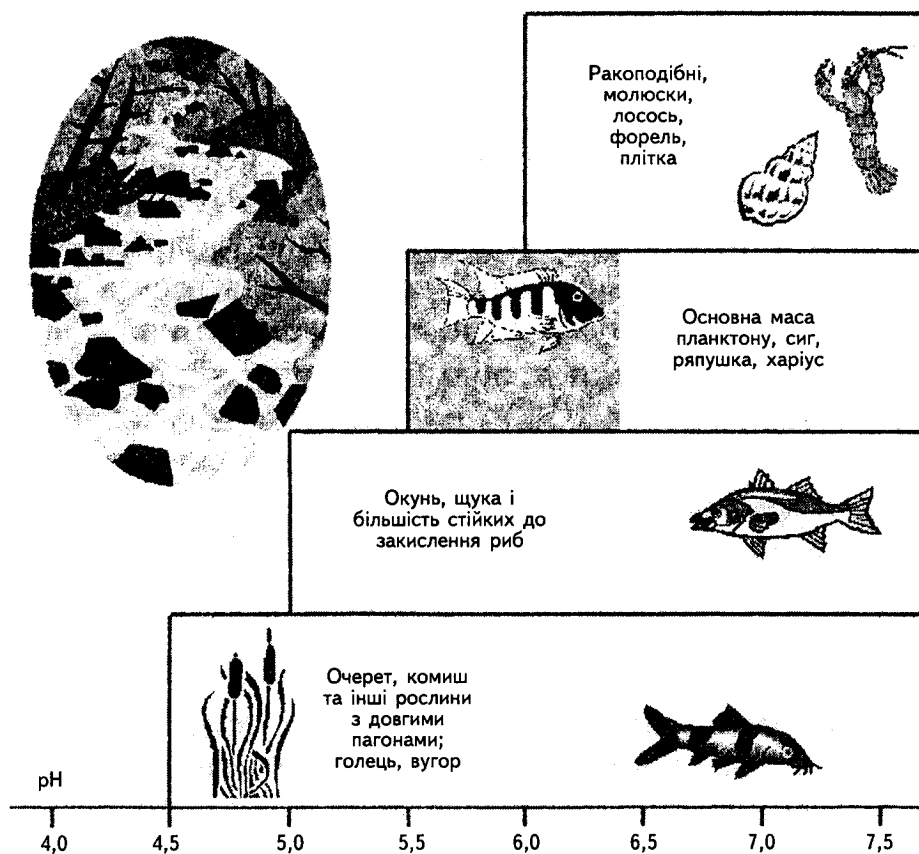 Ракоподібні,
молюски,
лосось,
форель,
плітка
Основна маса
планктону, сиг,
ряпушка, харіус
Окунь, щука і
більшість стійких до
закислення риб
Очерет, комиш
та інші рослини
з довгими
пагонами;
голець, вугор
pH
4,0 4,5 5,0 5,5 6,0 6,5 7,0 7,5